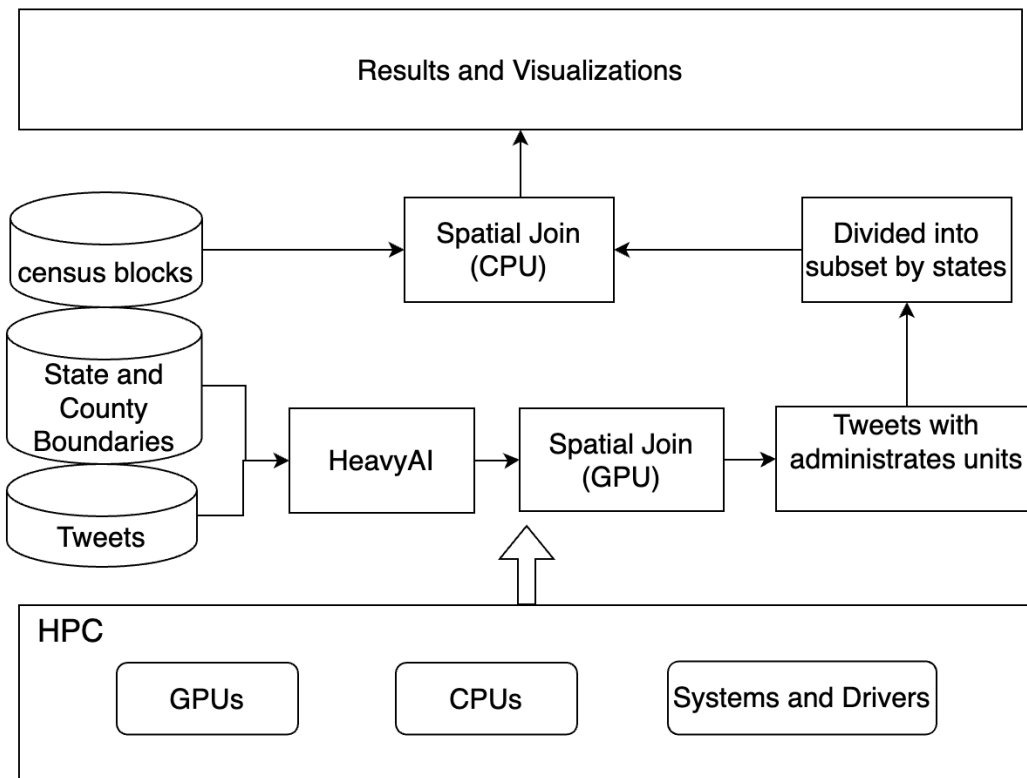 Results and Visualizations
census blocks
Spatial Join
(CPU)
Divided into
subset by states
State and
County
Boundaries
Tweets
HeavyAI
Spatial Join
(GPU)
Tweets with
administrates units
HPC
GPUs
CPUs
Systems and Drivers